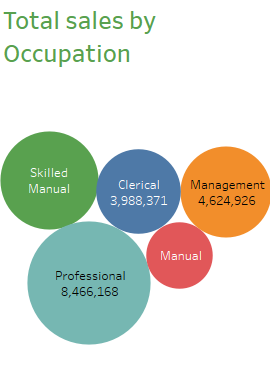 Total sales by
Occupation
Skilled
Manual
Clerical
3,988,371
Management
4,624,926
Manual
Professional
8,466,168